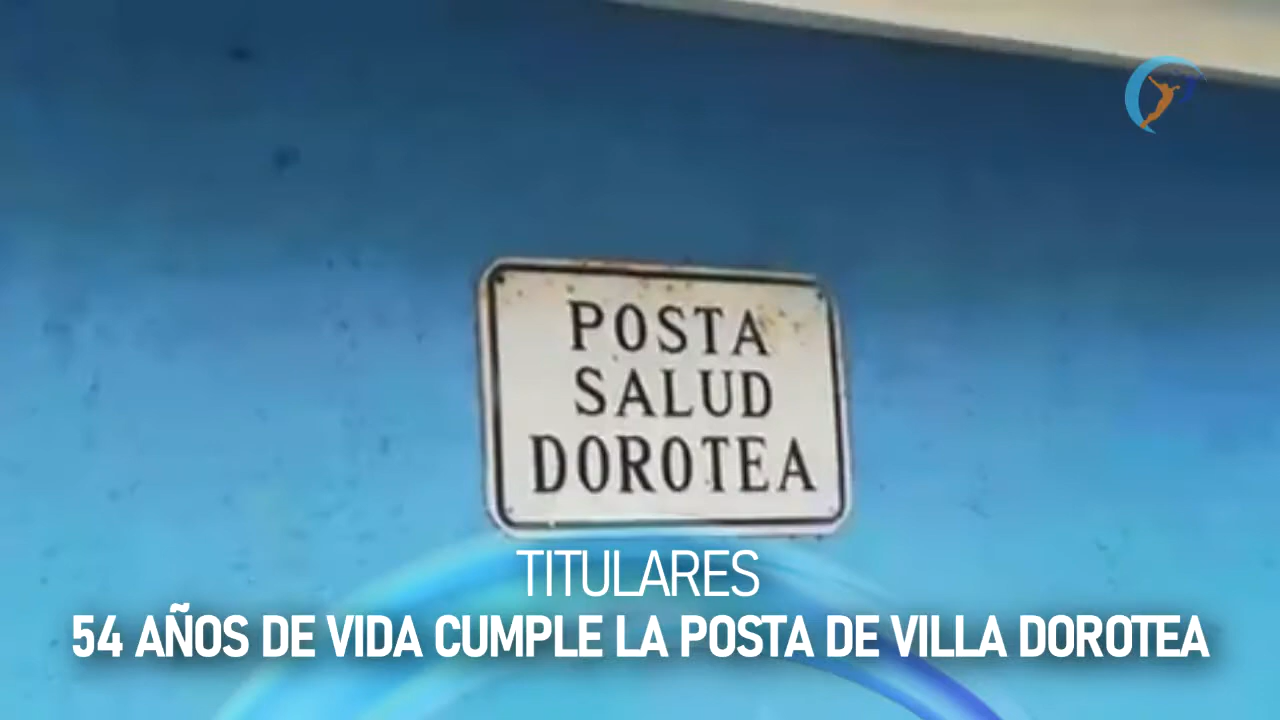 POSTA
SALUD
DOROTEA
TITULARES
54 AÑOS DE VIDA CUMPLE LA POSTA DE VILLA DOROTEA